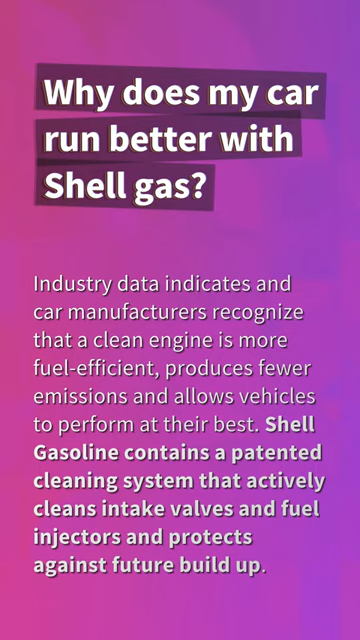 Why does my car
run better with
Shell gas?
Industry data indicates and
car manufacturers recognize
that a clean engine is more
fuel-efficient, produces fewer
emissions and allows vehicles
to perform at their best. Shell
Gasoline contains a patented
cleaning system that actively
cleans intake valves and fuel
injectors and protects
against future build up.